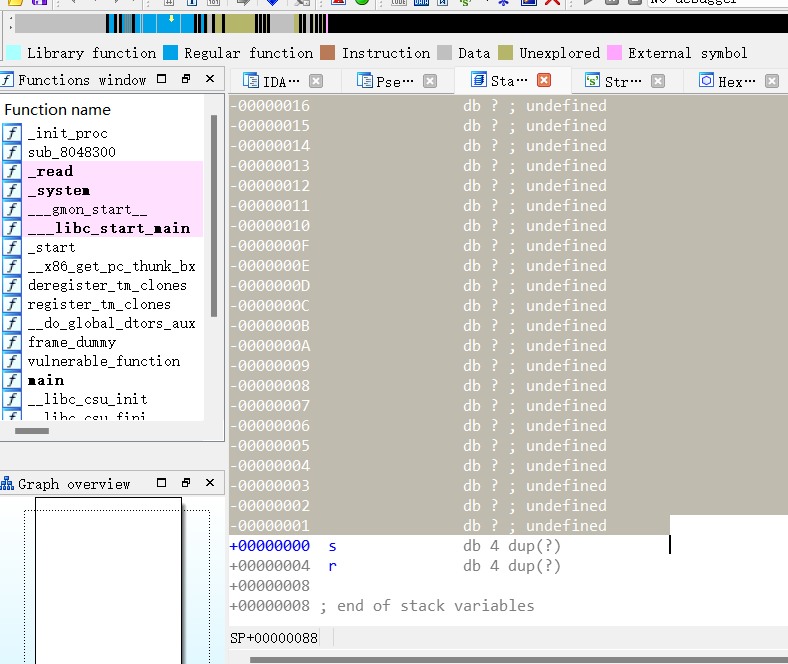 No debugger
Library function Regular function Instruction Data Unexplored External symbol
Functions window
IDA… Pse… Sta… Str… Hex…
Function name
_init_proc
sub_8048300
_read
_system
___gmon_start__
___libc_start_main
_start
__x86_get_pc_thunk_bx
deregister_tm_clones
register_tm_clones
__do_global_dtors_aux
frame_dummy
vulnerable_function
main
__libc_csu_init
__libc_csu_fini
Graph overview
-00000016 db ? ; undefined
-00000015 db ? ; undefined
-00000014 db ? ; undefined
-00000013 db ? ; undefined
-00000012 db ? ; undefined
-00000011 db ? ; undefined
-00000010 db ? ; undefined
-0000000F db ? ; undefined
-0000000E db ? ; undefined
-0000000D db ? ; undefined
-0000000C db ? ; undefined
-0000000B db ? ; undefined
-0000000A db ? ; undefined
-00000009 db ? ; undefined
-00000008 db ? ; undefined
-00000007 db ? ; undefined
-00000006 db ? ; undefined
-00000005 db ? ; undefined
-00000004 db ? ; undefined
-00000003 db ? ; undefined
-00000002 db ? ; undefined
-00000001 db ? ; undefined
+00000000 s db 4 dup(?)
+00000004 r db 4 dup(?)
+00000008
+00000008 ; end of stack variables
SP+00000088